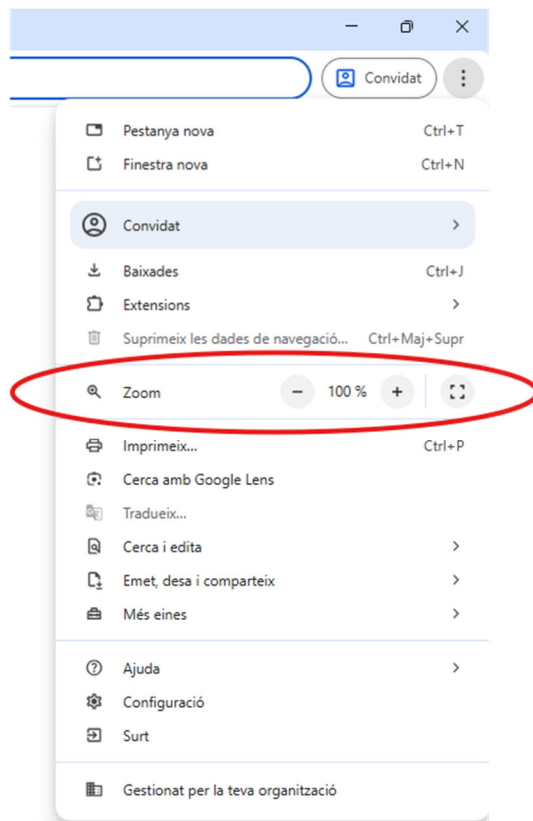 Convidat
Pestanya nova Ctrl+T
Finestra nova Ctrl+N
Convidat
Baixades Ctrl+J
Extensions
Suprimeix les dades de navegació... Ctrl+Maj+Supr
Zoom − 100 % +
Imprimeix... Ctrl+P
Cerca amb Google Lens
Tradueix...
Cerca i edita
Emet, desa i comparteix
Més eines
Ajuda
Configuració
Surt
Gestionat per la teva organització